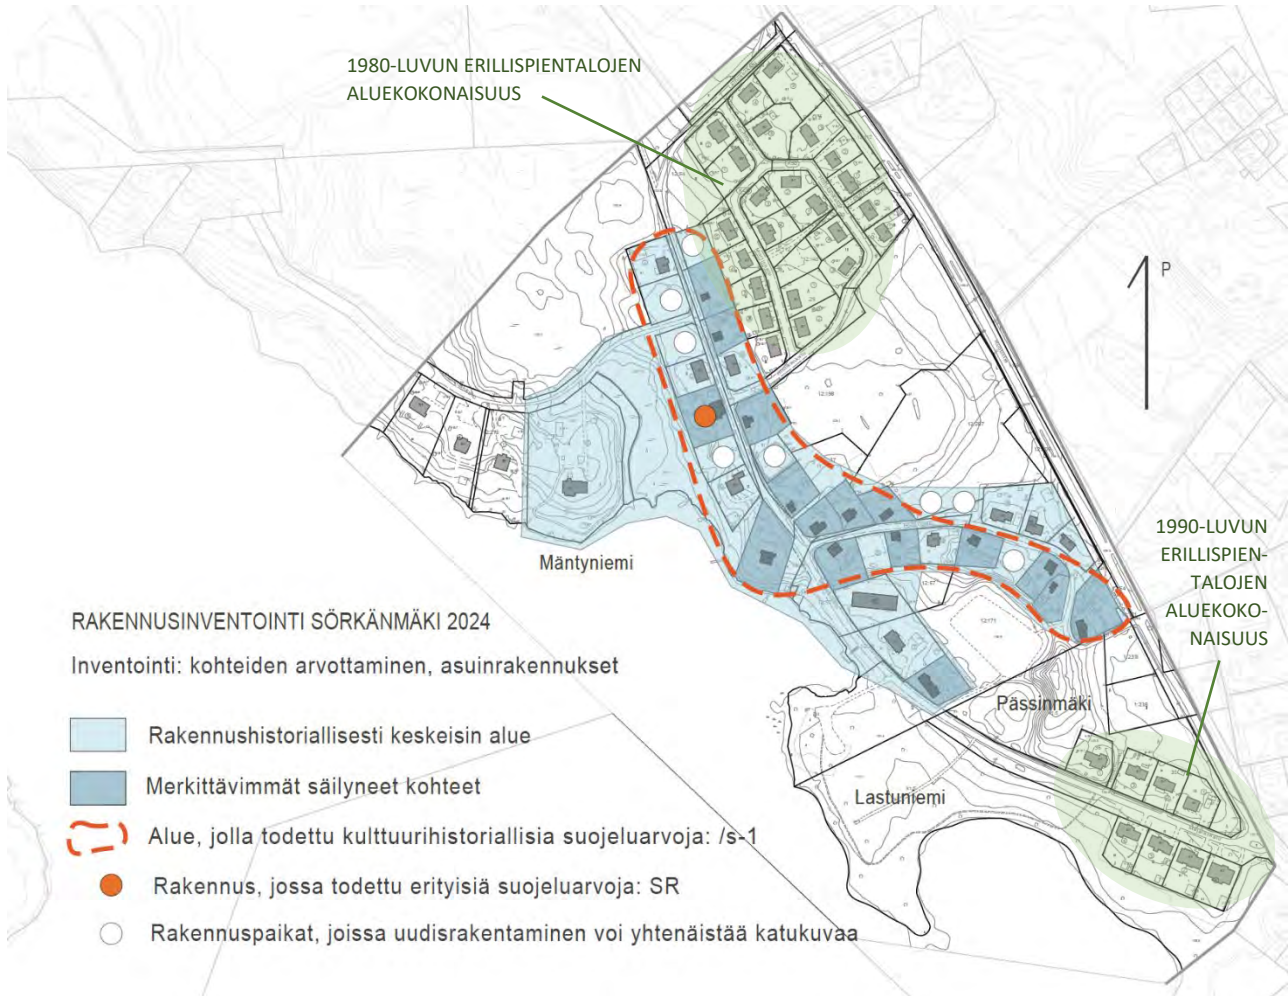 1980-LUVUN ERILLISPIENTALOJEN
ALUEKOKONAISUUS
P
Mäntyniemi
1990-LUVUN
ERILLISPIEN-
TALOJEN
ALUEKOKO-
NAISUUS
Pässinmäki
Lastuniemi
RAKENNUSINVENTOINTI SÖRKÄNMÄKI 2024
Inventointi: kohteiden arvottaminen, asuinrakennukset
Rakennushistoriallisesti keskeisin alue
Merkittävimmät säilyneet kohteet
Alue, jolla todettu kulttuurihistoriallisia suojeluarvoja: /s-1
Rakennus, jossa todettu erityisiä suojeluarvoja: SR
Rakennuspaikat, joissa uudisrakentaminen voi yhtenäistää katukuvaa